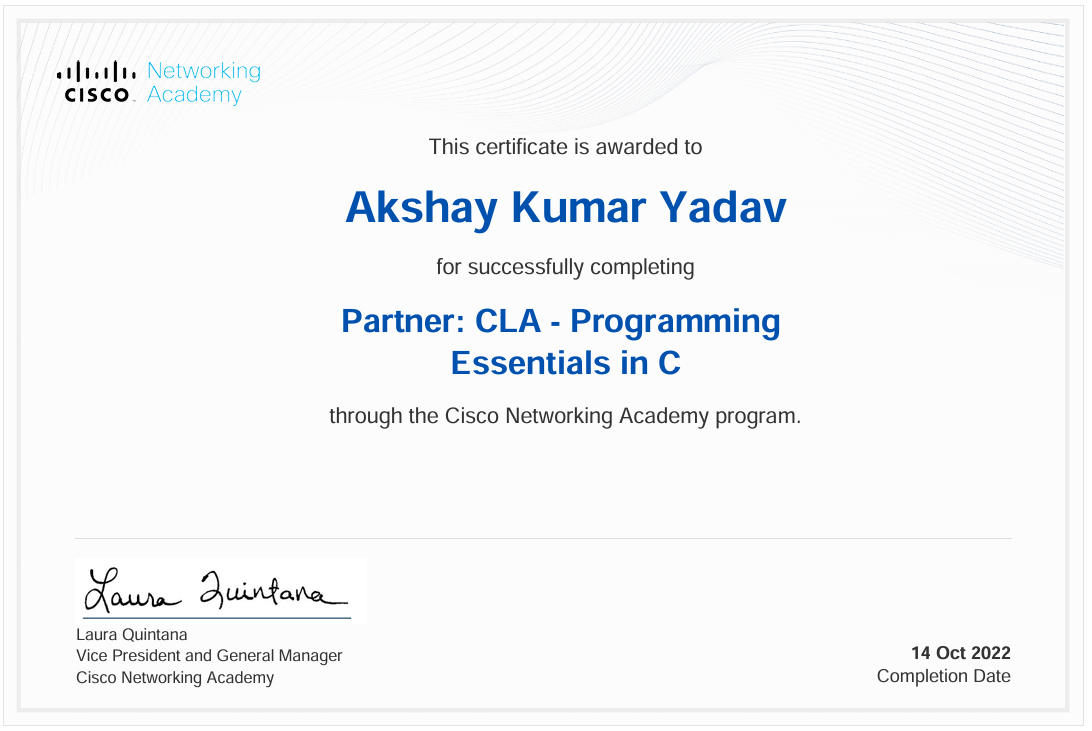 Networking
CISCO Academy
This certificate is awarded to
Akshay Kumar Yadav
for successfully completing
Partner: CLA - Programming
Essentials in C
through the Cisco Networking Academy program.
Laura Quintana
Laura Quintana
Vice President and General Manager
Cisco Networking Academy
14 Oct 2022
Completion Date